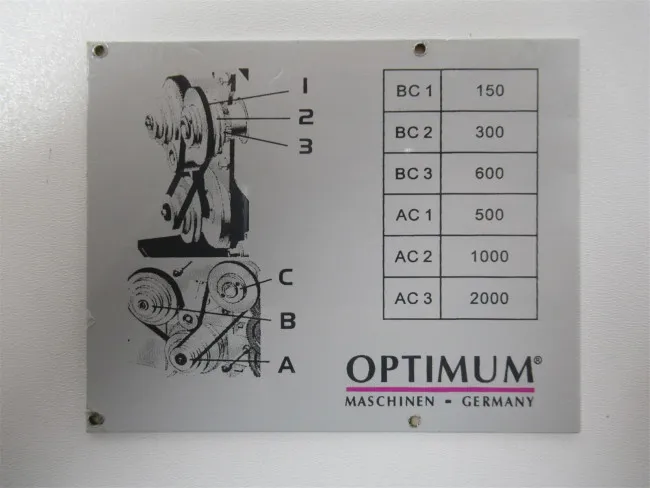 1
2
3
C
B
A
BC 1 150
BC 2 300
BC 3 600
AC 1 500
AC 2 1000
AC 3 2000
OPTIMUM®
MASCHINEN - GERMANY